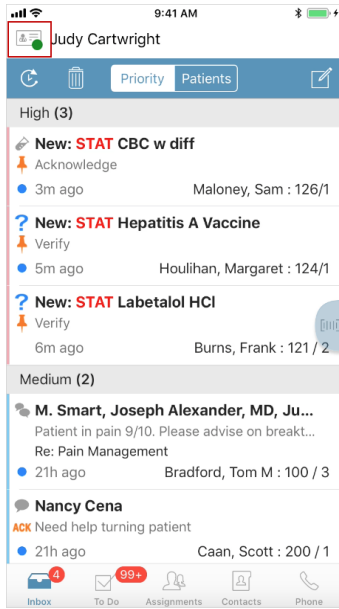 9:41 AM
Judy Cartwright
Priority Patients
High (3)
New: STAT CBC w diff
Acknowledge
3m ago Maloney, Sam : 126/1
? New: STAT Hepatitis A Vaccine
Verify
5m ago Houlihan, Margaret : 124/1
? New: STAT Labetalol HCl
Verify
6m ago Burns, Frank : 121 / 2
Medium (2)
M. Smart, Joseph Alexander, MD, Ju...
Patient in pain 9/10. Please advise on breakt...
Re: Pain Management
21h ago Bradford, Tom M : 100 / 3
Nancy Cena
ACK Need help turning patient
21h ago Caan, Scott : 200 / 1
4 99+
Inbox To Do Assignments Contacts Phone